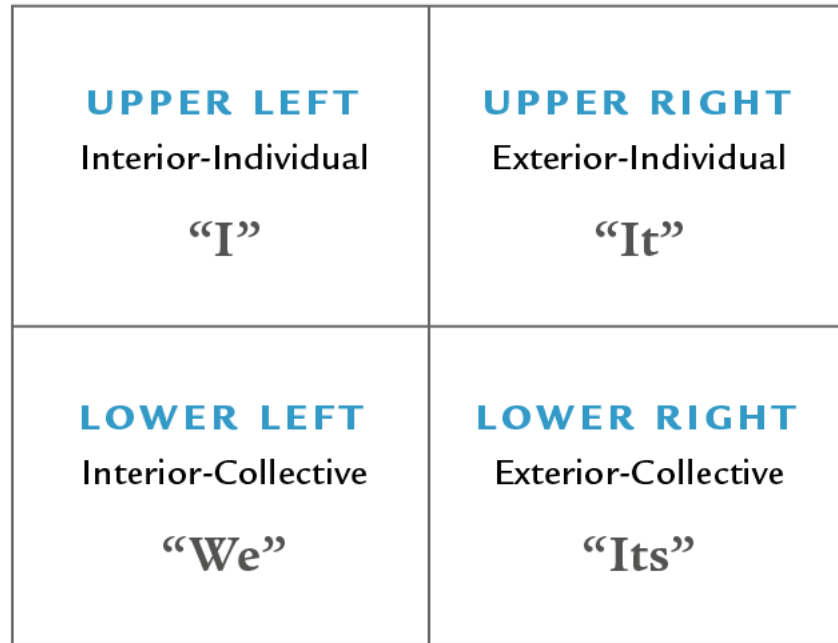 UPPER LEFT
Interior-Individual
“I”
UPPER RIGHT
Exterior-Individual
“It”
LOWER LEFT
Interior-Collective
“We”
LOWER RIGHT
Exterior-Collective
“Its”